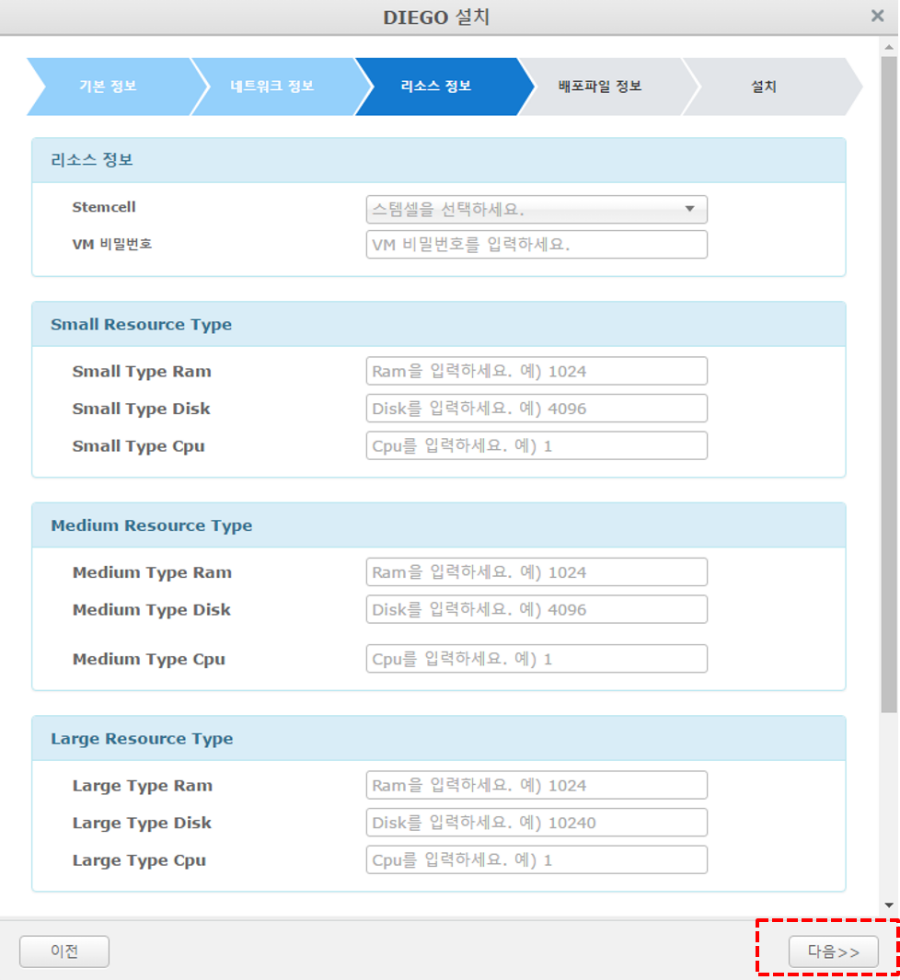 DIEGO 설치
기본 정보 네트워크 정보 리소스 정보 배포파일 정보 설치
리소스 정보
Stemcell 스템셀을 선택하세요.
VM 비밀번호 VM 비밀번호를 입력하세요.
Small Resource Type
Small Type Ram Ram을 입력하세요. 예) 1024
Small Type Disk Disk를 입력하세요. 예) 4096
Small Type Cpu Cpu를 입력하세요. 예) 1
Medium Resource Type
Medium Type Ram Ram을 입력하세요. 예) 1024
Medium Type Disk Disk를 입력하세요. 예) 4096
Medium Type Cpu Cpu를 입력하세요. 예) 1
Large Resource Type
Large Type Ram Ram을 입력하세요. 예) 1024
Large Type Disk Disk를 입력하세요. 예) 10240
Large Type Cpu Cpu를 입력하세요. 예) 1
이전 다음>>